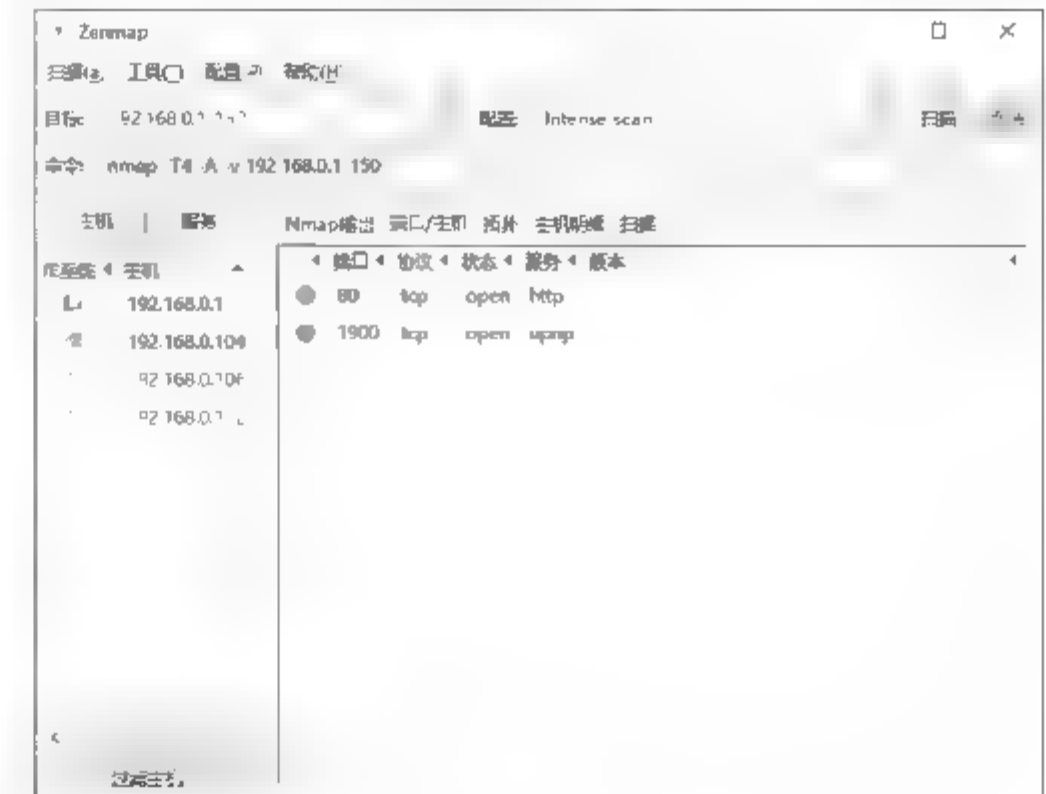 Zenmap
扫描 工具 配置 帮助(H)
目标: 配置: Intense scan 扫描
命令: nmap T4 A v 192 168.0.1 150
主机 | 服务 Nmap输出 端口/主机 拓扑 主机明细 扫描
主机 端口 协议 状态 服务 版本
192.168.0.1 80 tcp open http
192.168.0.104 1900 tcp open upnp
过滤主机